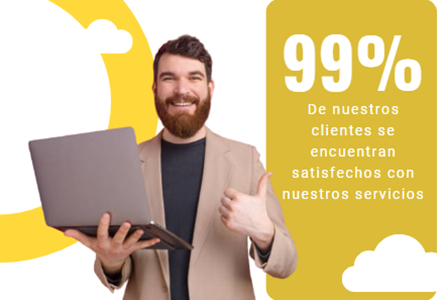 99%
De nuestros
clientes se
encuentran
satisfechos con
nuestros servicios